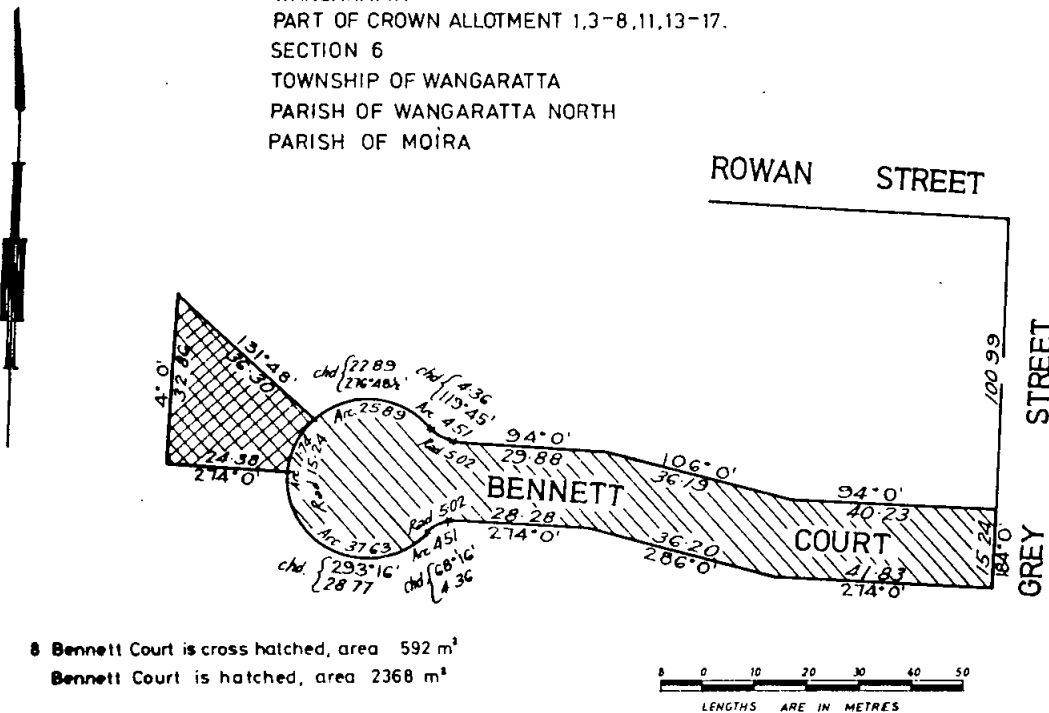 PART OF CROWN ALLOTMENT 1,3-8,11,13-17.
SECTION 6
TOWNSHIP OF WANGARATTA
PARISH OF WANGARATTA NORTH
PARISH OF MOIRA
ROWAN STREET
GREY STREET
100 99
131°48'
36.30
4°0'
32.86
24.38
274°0'
chd {22 89
276°48½'
chd {4.36
119°45'
Arc 25 89
Arc 4.51
Rad 5.02
Arc 11.74
Rad 15.24
94°0'
29.88
106°0'
36.19
94°0'
40.23
BENNETT
COURT
Rad 5.02
Arc 4.51
28.28
274°0'
36.20
286°0'
41.83
274°0'
15.24
184°0'
Arc 37.63
chd. {293°16'
28.77
chd {68°16'
4.36
8 Bennett Court is cross hatched, area 592 m²
Bennett Court is hatched, area 2368 m²
0 10 20 30 40 50
LENGTHS ARE IN METRES